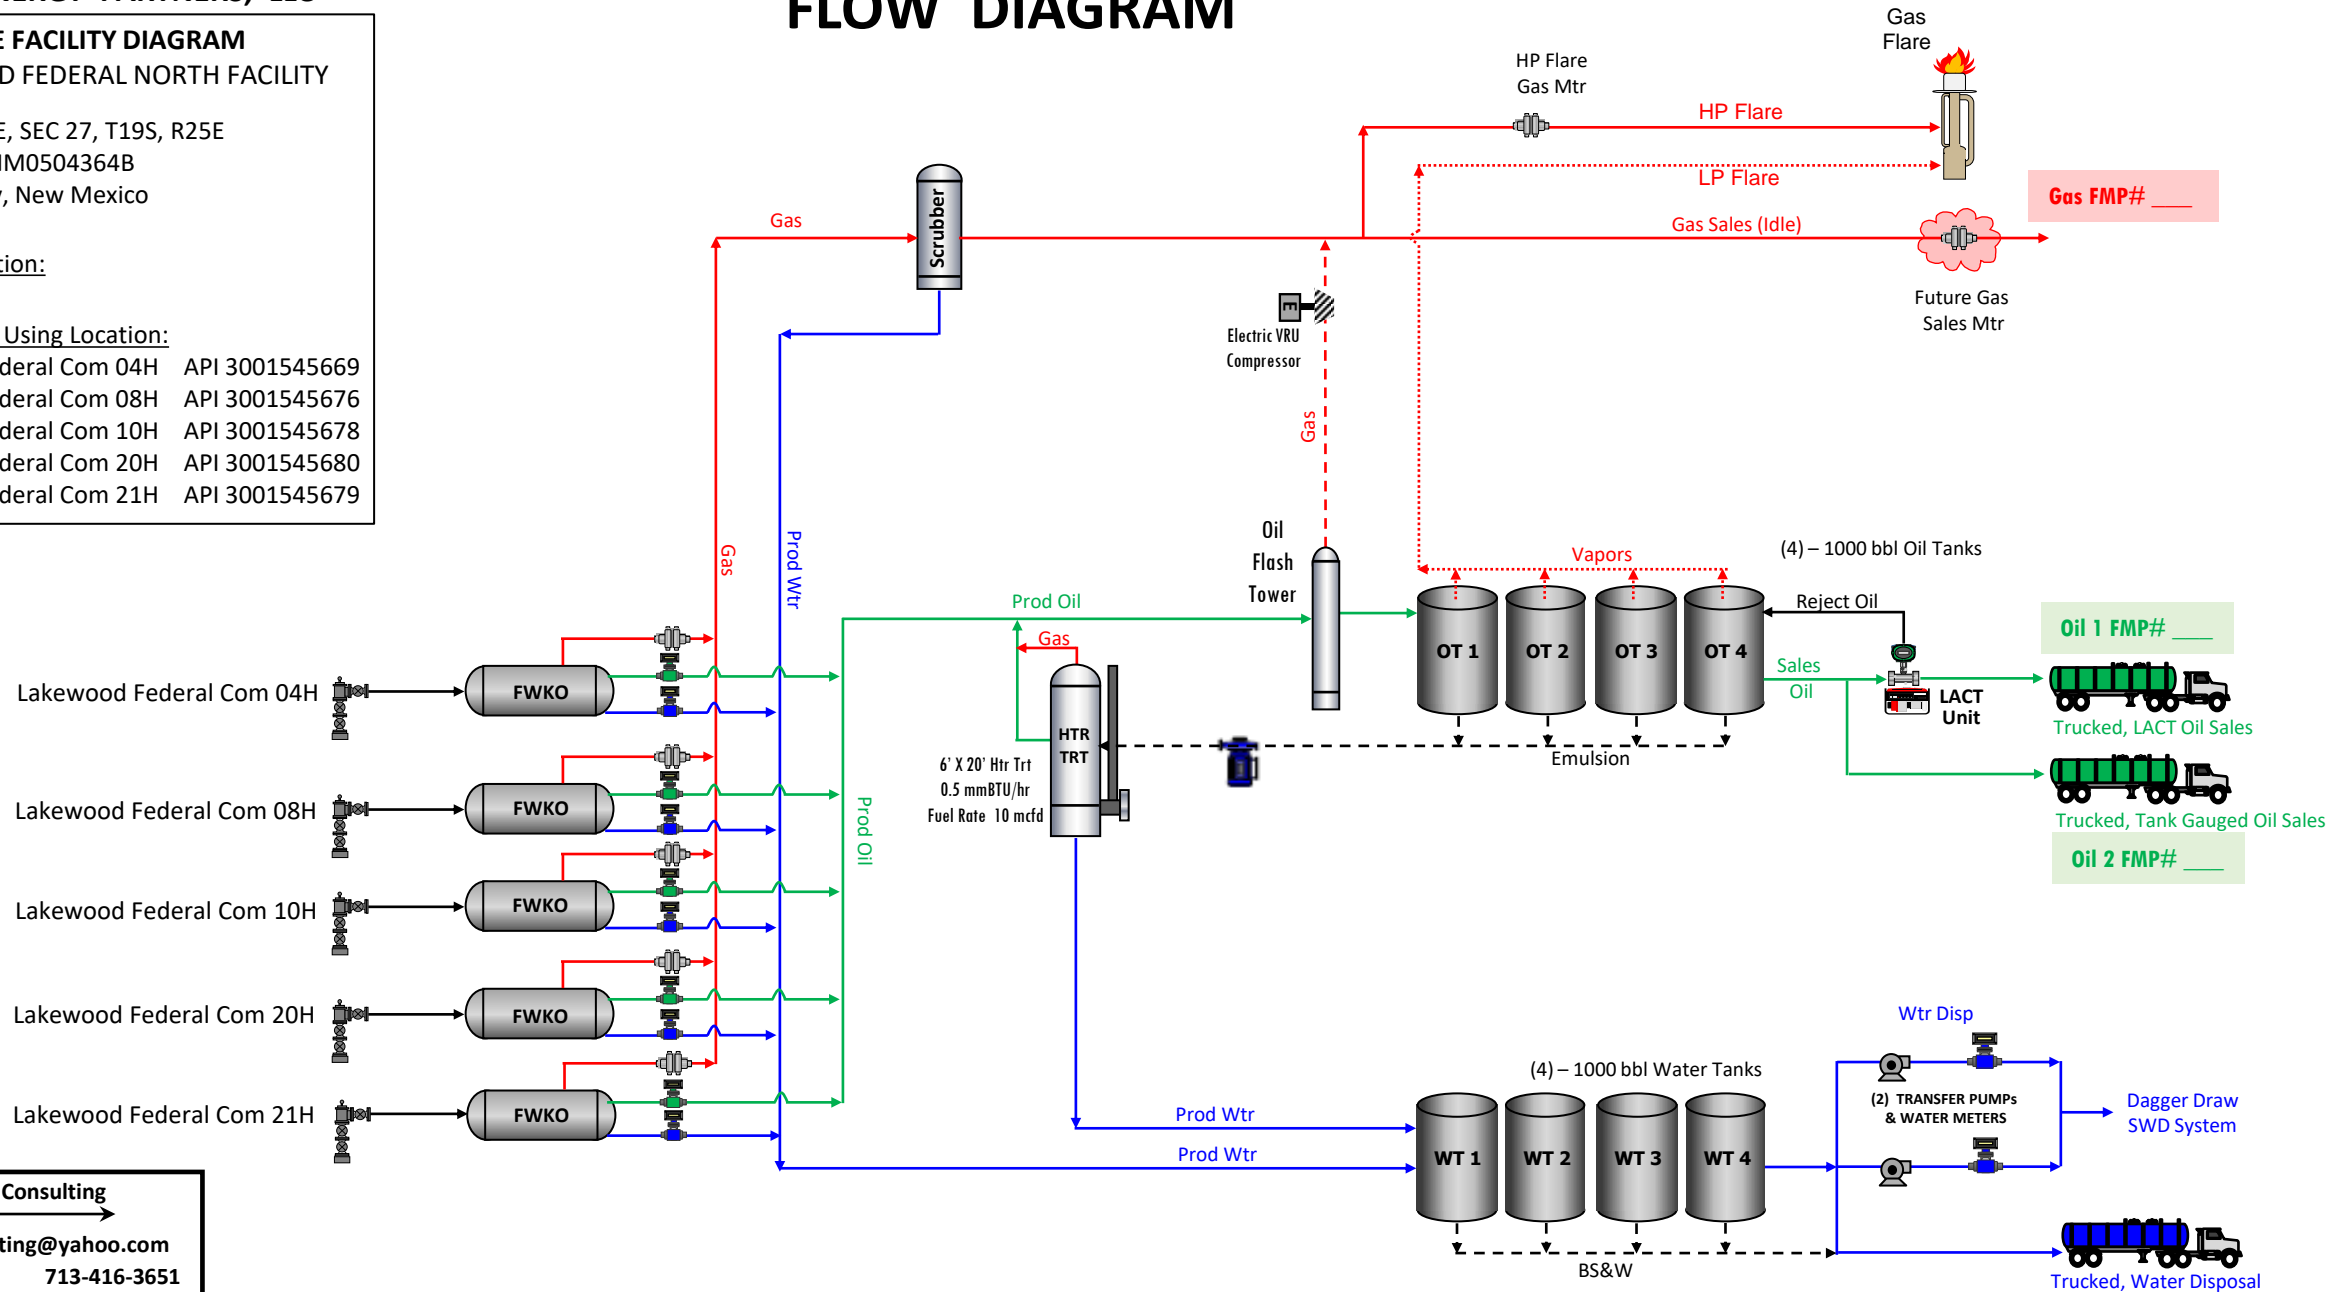 FLOW DIAGRAM
PARTNERS, LLC
FACILITY DIAGRAM
FEDERAL NORTH FACILITY
SEC 27, T19S, R25E
New Mexico
Using Location:
Com 04H API 3001545669
Com 08H API 3001545676
Com 10H API 3001545678
Com 20H API 3001545680
Com 21H API 3001545679
Gas
Flare
HP Flare
Gas Mtr
HP Flare
LP Flare
Gas FMP# ___
Gas
Scrubber
Gas Sales (Idle)
Future Gas
Sales Mtr
E
Electric VRU
Compressor
Gas
Gas
Prod Wtr
Oil
Flash
Tower
Vapors
(4) – 1000 bbl Oil Tanks
Prod Oil
Reject Oil
Gas
OT 1
OT 2
OT 3
OT 4
Sales
Oil
LACT
Unit
Oil 1 FMP# ___
Trucked, LACT Oil Sales
Trucked, Tank Gauged Oil Sales
Oil 2 FMP# ___
HTR
TRT
6' X 20' Htr Trt
0.5 mmBTU/hr
Fuel Rate 10 mcfd
Emulsion
Prod Oil
Lakewood Federal Com 04H
FWKO
Lakewood Federal Com 08H
FWKO
Lakewood Federal Com 10H
FWKO
Lakewood Federal Com 20H
FWKO
Lakewood Federal Com 21H
FWKO
(4) – 1000 bbl Water Tanks
Prod Wtr
Prod Wtr
WT 1
WT 2
WT 3
WT 4
BS&W
Wtr Disp
(2) TRANSFER PUMPs
& WATER METERS
Dagger Draw
SWD System
Trucked, Water Disposal
Consulting
ting@yahoo.com
713-416-3651